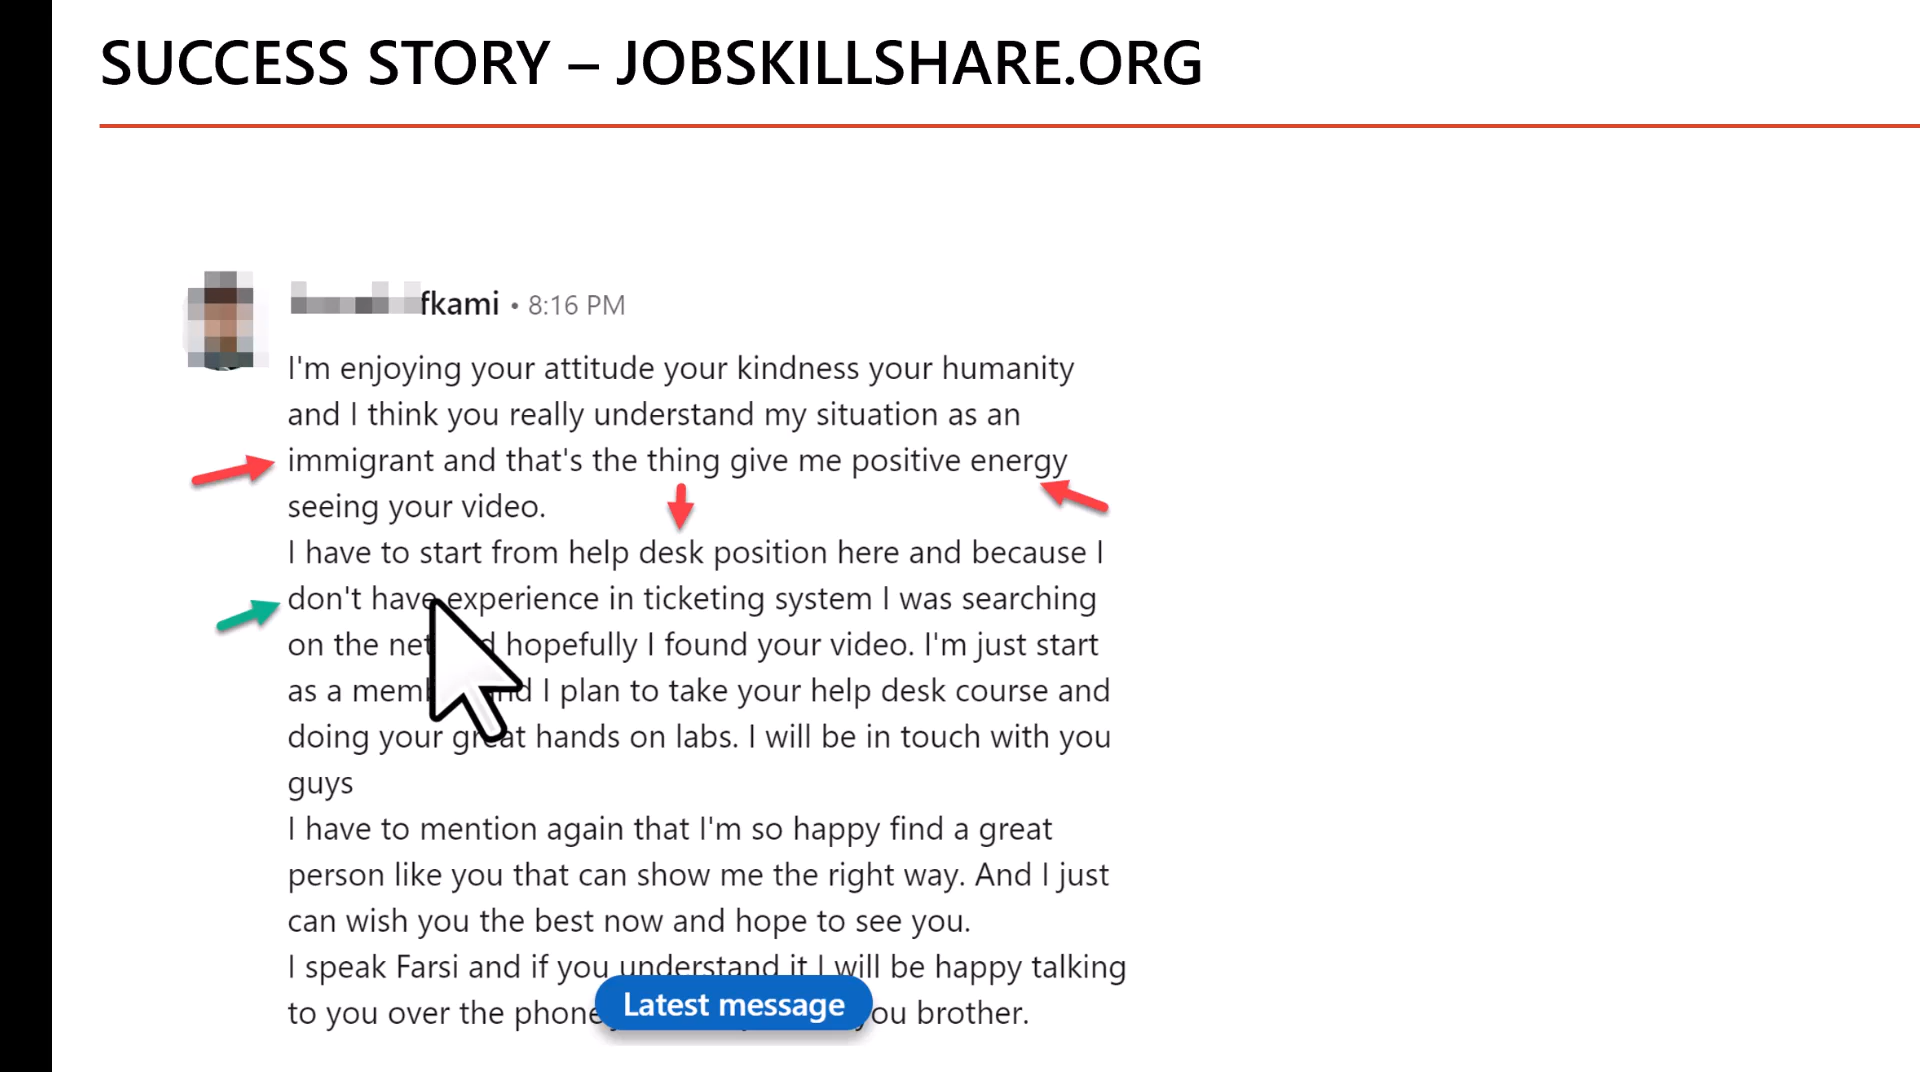 SUCCESS STORY – JOBSKILLSHARE.ORG
fkami • 8:16 PM
I'm enjoying your attitude your kindness your humanity
and I think you really understand my situation as an
immigrant and that's the thing give me positive energy
seeing your video.
I have to start from help desk position here and because I
don't have experience in ticketing system I was searching
on the net hopefully I found your video. I'm just start
as a I plan to take your help desk course and
doing your great hands on labs. I will be in touch with you
guys
I have to mention again that I'm so happy find a great
person like you that can show me the right way. And I just
can wish you the best now and hope to see you.
I speak Farsi and if you understand it I will be happy talking
to you over the phone brother.
Latest message